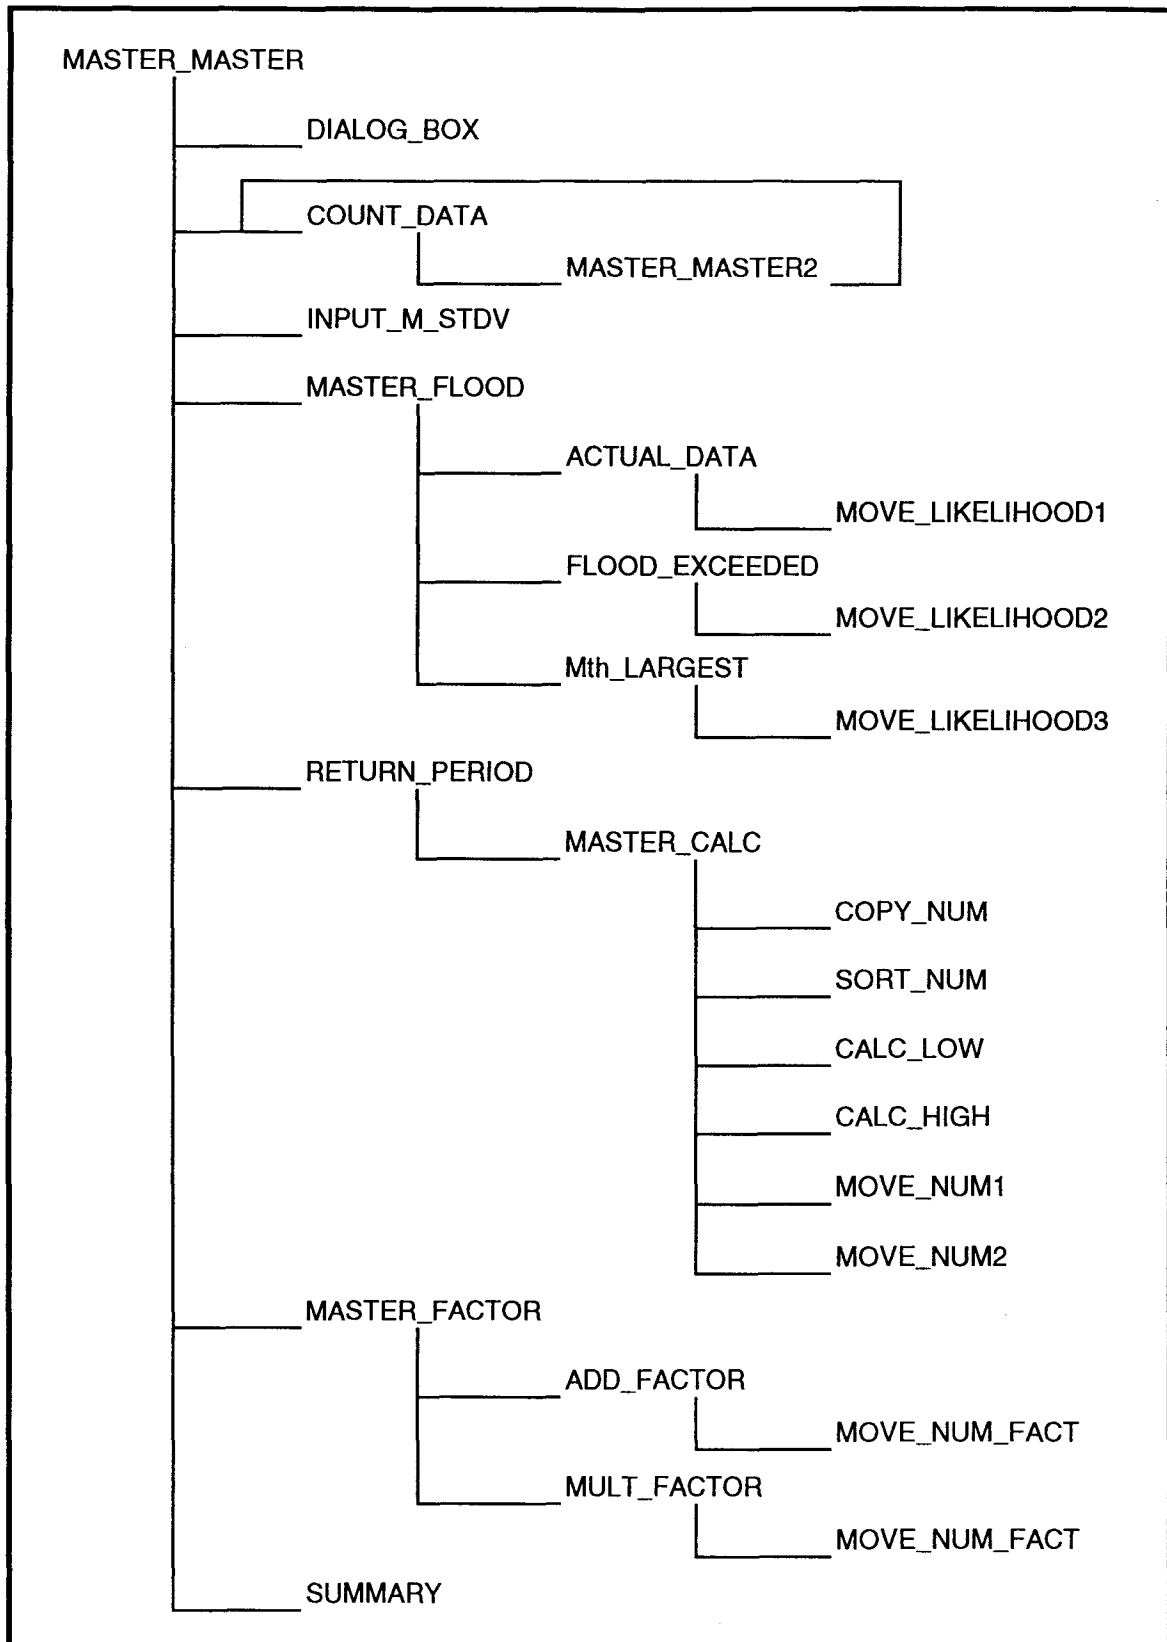 MASTER_MASTER
DIALOG_BOX
COUNT_DATA
MASTER_MASTER2
INPUT_M_STDV
MASTER_FLOOD
ACTUAL_DATA
MOVE_LIKELIHOOD1
FLOOD_EXCEEDED
MOVE_LIKELIHOOD2
Mth_LARGEST
MOVE_LIKELIHOOD3
RETURN_PERIOD
MASTER_CALC
COPY_NUM
SORT_NUM
CALC_LOW
CALC_HIGH
MOVE_NUM1
MOVE_NUM2
MASTER_FACTOR
ADD_FACTOR
MOVE_NUM_FACT
MULT_FACTOR
MOVE_NUM_FACT
SUMMARY